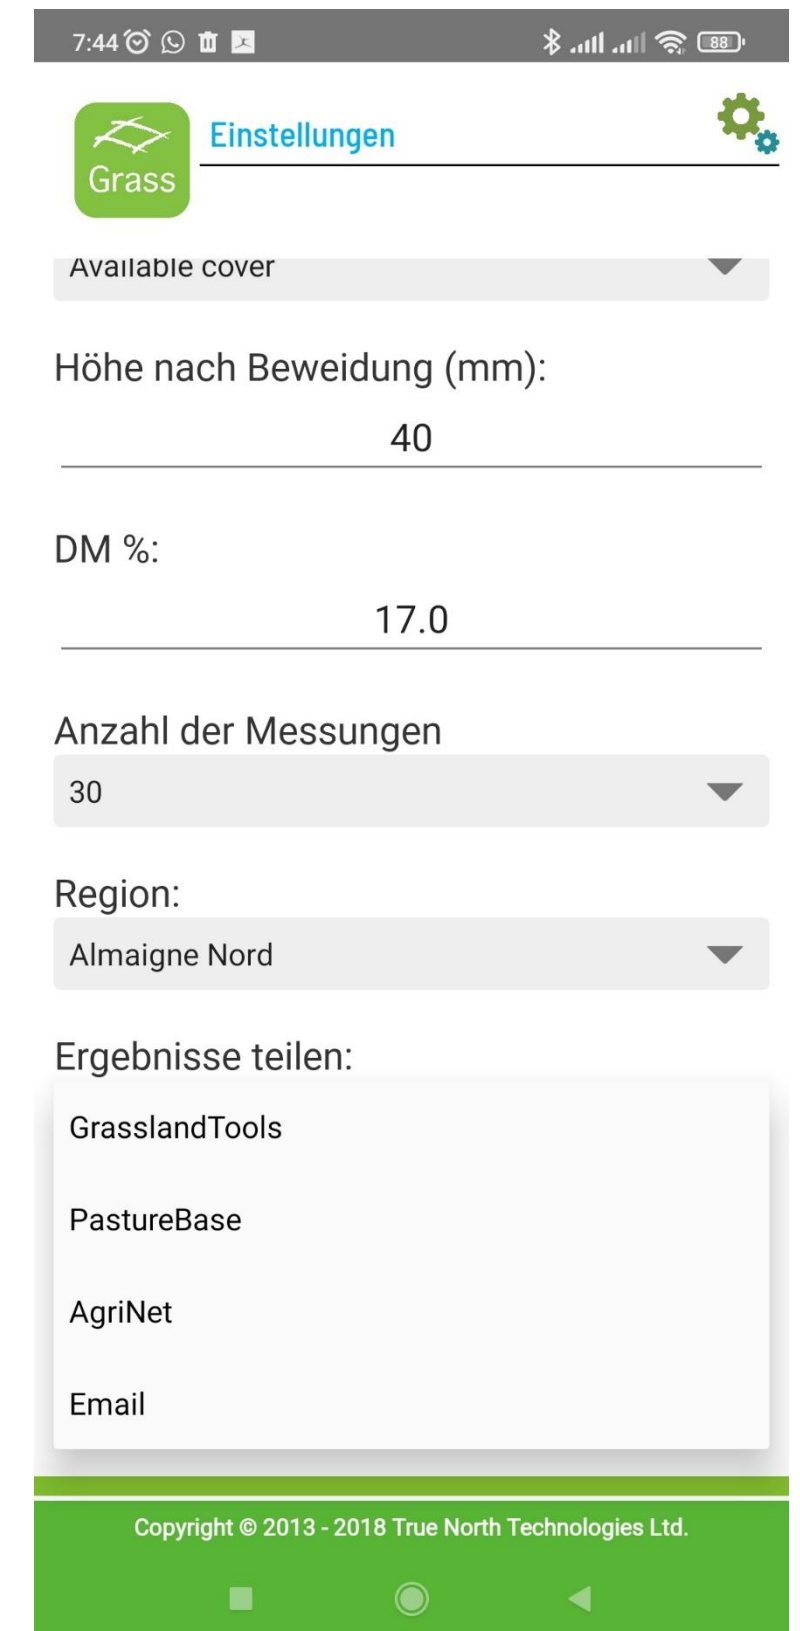 7:44
88
Einstellungen
Grass
Available cover
Höhe nach Beweidung (mm):
40
DM %:
17.0
Anzahl der Messungen
30
Region:
Almaigne Nord
Ergebnisse teilen:
GrasslandTools
PastureBase
AgriNet
Email
Copyright © 2013 - 2018 True North Technologies Ltd.